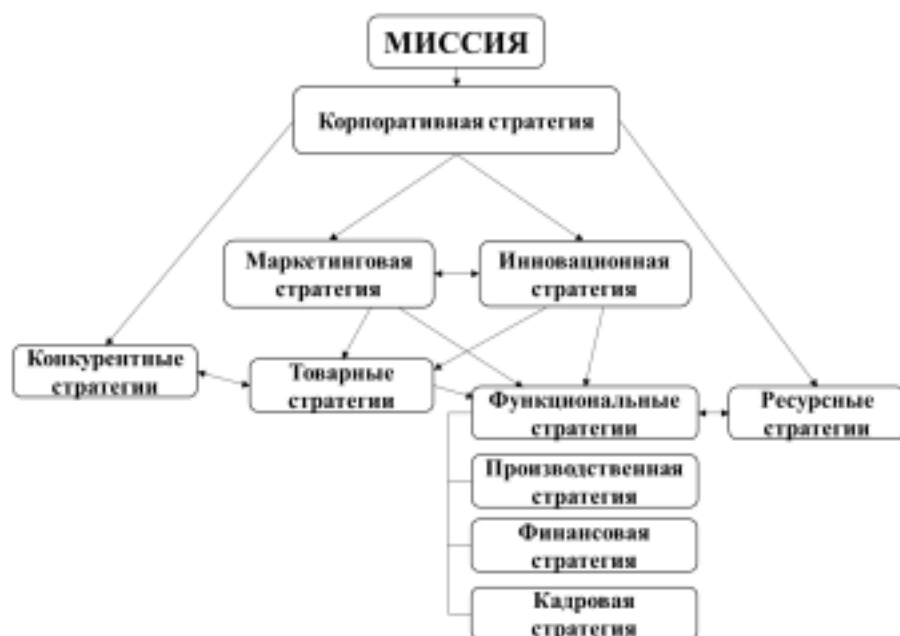 МИССИЯ
Корпоративная стратегия
Маркетинговая
стратегия
Инновационная
стратегия
Конкурентные
стратегии
Товарные
стратегии
Функциональные
стратегии
Ресурсные
стратегии
Производственная
стратегия
Финансовая
стратегия
Кадровая
стратегия